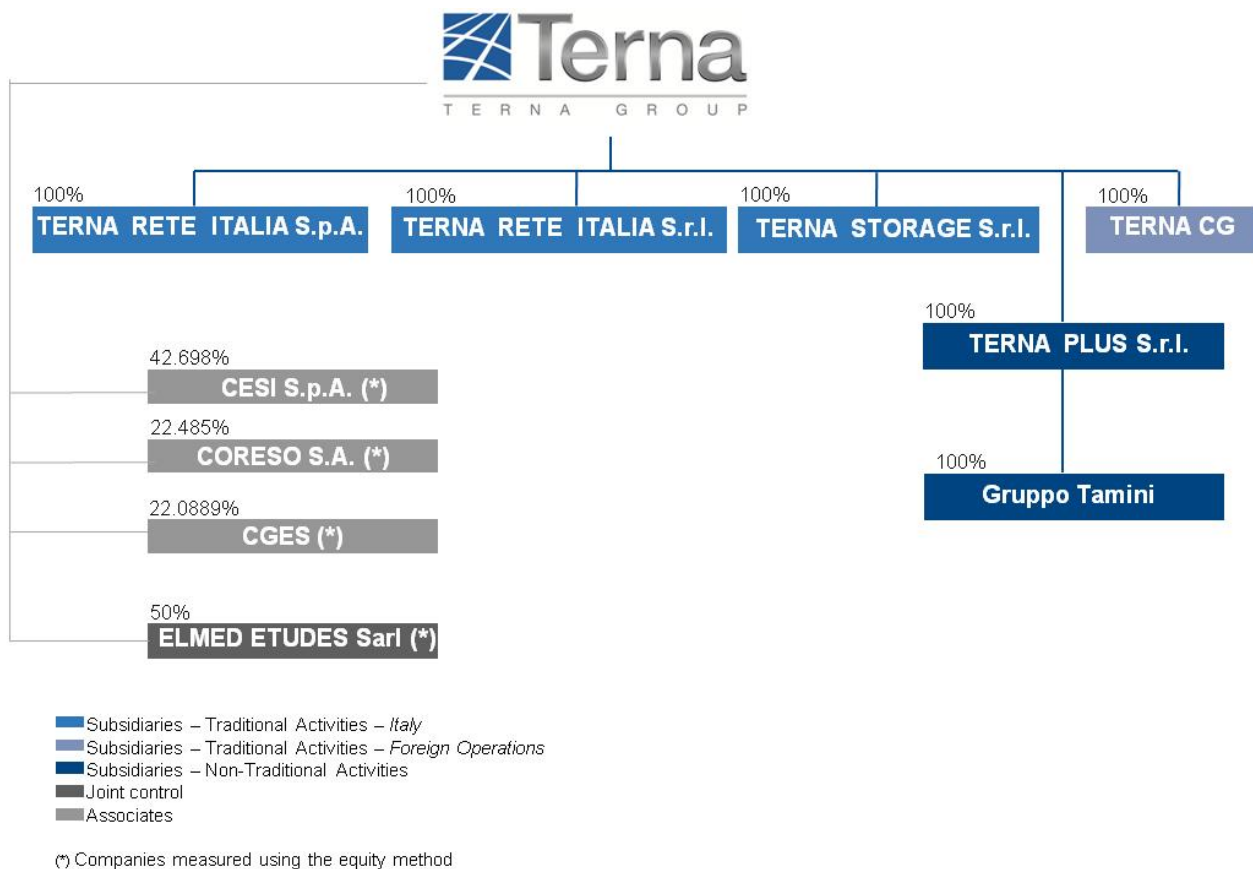 Terna
TERNA GROUP
100%
TERNA RETE ITALIA S.p.A.
100%
TERNA RETE ITALIA S.r.l.
100%
TERNA STORAGE S.r.l.
100%
TERNA CG
100%
TERNA PLUS S.r.l.
100%
Gruppo Tamini
42.698%
CESI S.p.A. (*)
22.485%
CORESO S.A. (*)
22.0889%
CGES (*)
50%
ELMED ETUDES Sarl (*)
Subsidiaries – Traditional Activities – Italy
Subsidiaries – Traditional Activities – Foreign Operations
Subsidiaries – Non-Traditional Activities
Joint control
Associates
(*) Companies measured using the equity method